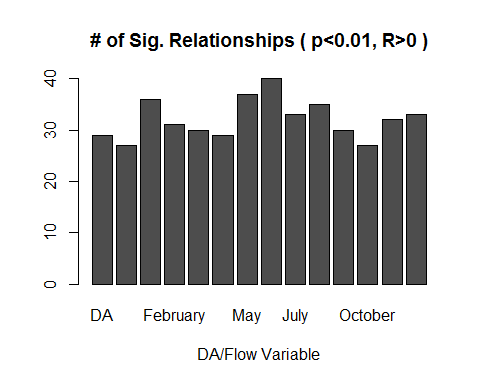 # of Sig. Relationships ( p<0.01, R>0 )
40
30
20
10
0
DA February May July October
DA/Flow Variable